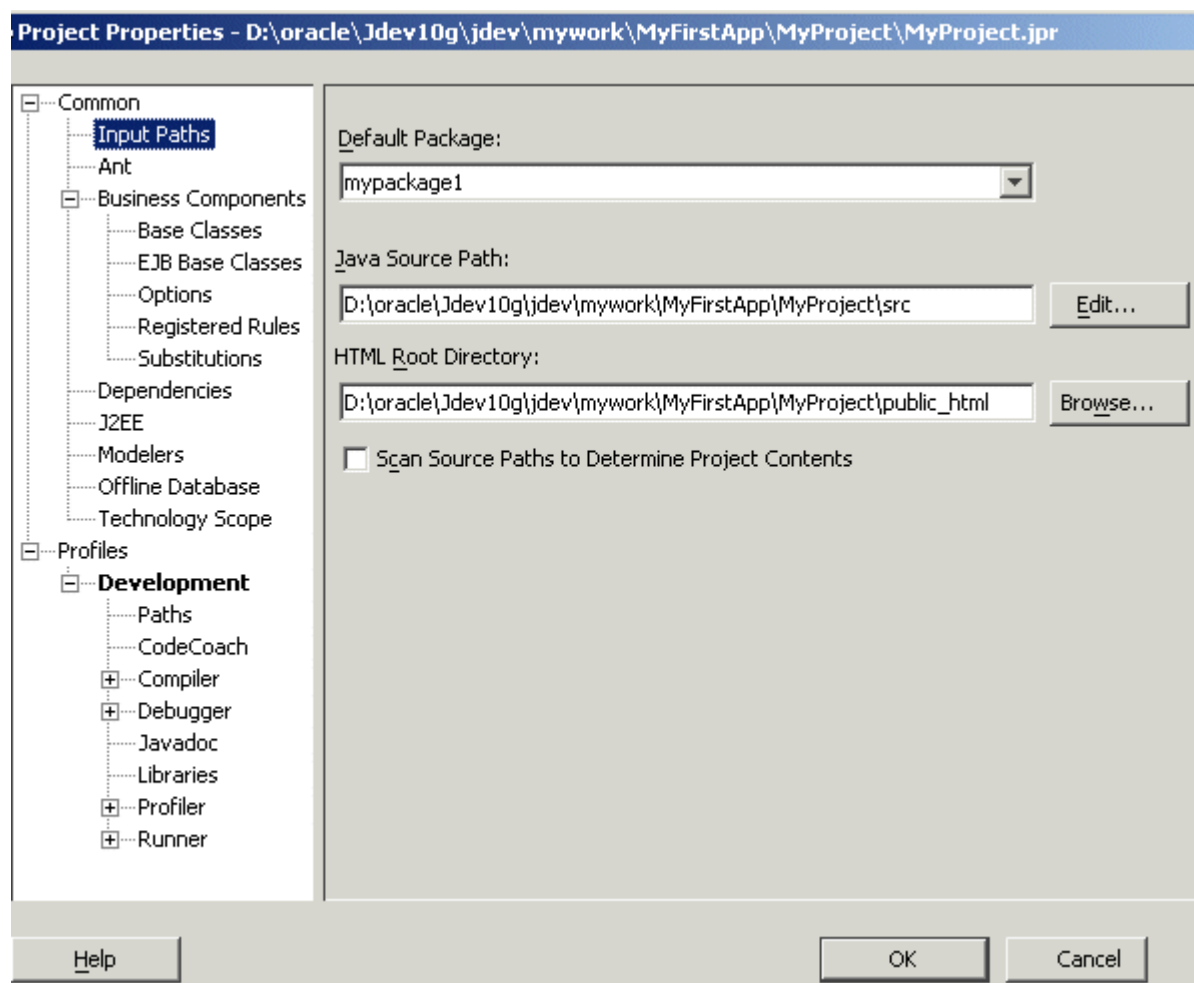 Project Properties - D:\oracle\Jdev10g\jdev\mywork\MyFirstApp\MyProject\MyProject.jpr
Common
Input Paths
Ant
Business Components
Base Classes
EJB Base Classes
Options
Registered Rules
Substitutions
Dependencies
J2EE
Modelers
Offline Database
Technology Scope
Profiles
Development
Paths
CodeCoach
Compiler
Debugger
Javadoc
Libraries
Profiler
Runner
Default Package:
mypackage1
Java Source Path:
D:\oracle\Jdev10g\jdev\mywork\MyFirstApp\MyProject\src
Edit...
HTML Root Directory:
D:\oracle\Jdev10g\jdev\mywork\MyFirstApp\MyProject\public_html
Browse...
Scan Source Paths to Determine Project Contents
Help
OK
Cancel